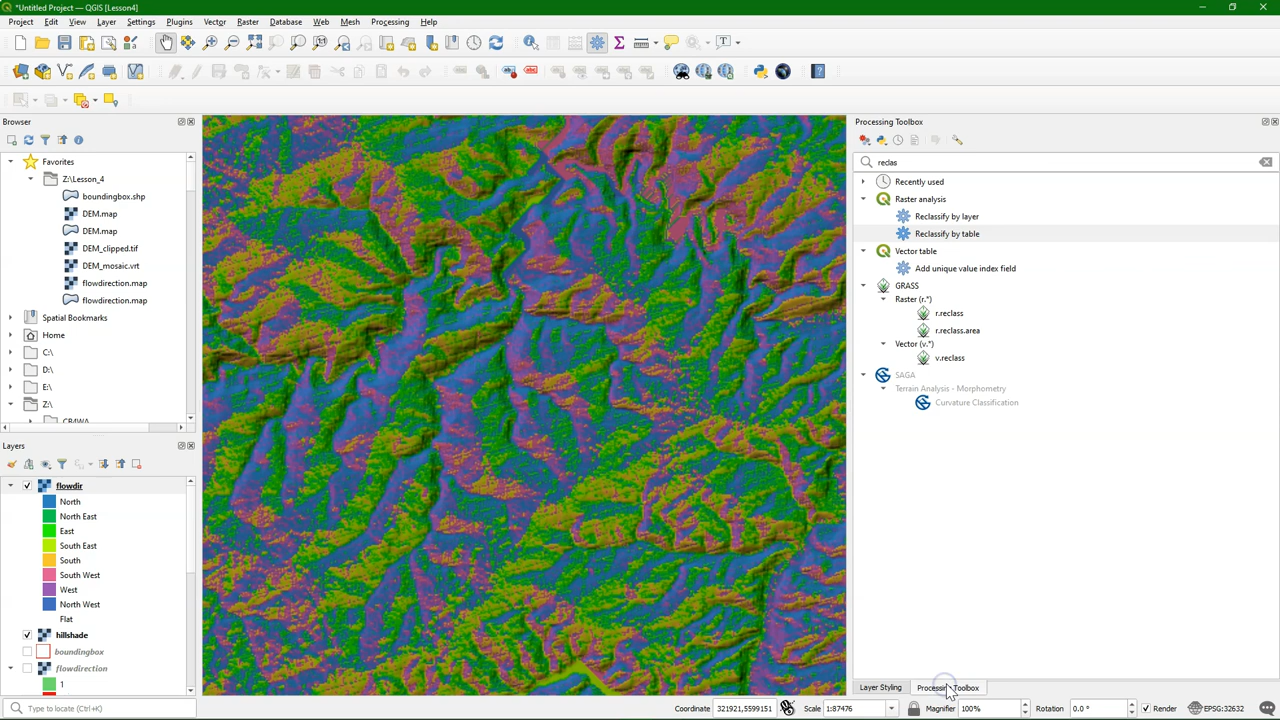 *Untitled Project — QGIS [Lesson4]
Project Edit View Layer Settings Plugins Vector Raster Database Web Mesh Processing Help
Browser
Favorites
Z:\Lesson_4
boundingbox.shp
DEM.map
DEM.map
DEM_clipped.tif
DEM_mosaic.vrt
flowdirection.map
flowdirection.map
Spatial Bookmarks
Home
C:\
D:\
E:\
Z:\
Layers
flowdir
North
North East
East
South East
South
South West
West
North West
Flat
hillshade
boundingbox
flowdirection
1
Processing Toolbox
reclas
Recently used
Raster analysis
Reclassify by layer
Reclassify by table
Vector table
Add unique value index field
GRASS
Raster (r.*)
r.reclass
r.reclass.area
Vector (v.*)
v.reclass
SAGA
Terrain Analysis - Morphometry
Curvature Classification
Layer Styling Processing Toolbox
Type to locate (Ctrl+K) Coordinate 321921,5599151 Scale 1:87476 Magnifier 100% Rotation 0.0 ° Render EPSG:32632